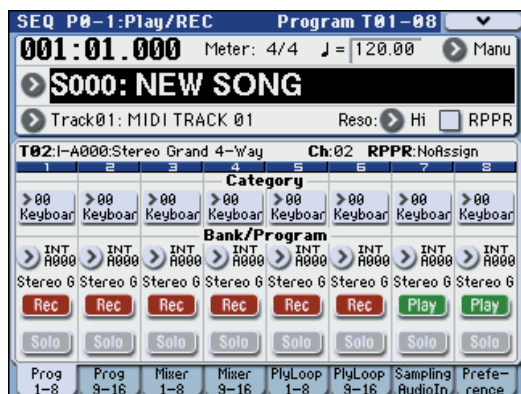 SEQ P0-1:Play/REC Program T01-08
001:01.000 Meter: 4/4 ♩= 120.00 Manu
S000: NEW SONG
Track01: MIDI TRACK 01 Reso: Hi RPPR
T02:I-A000:Stereo Grand 4-Way Ch:02 RPPR:NoAssign
1 2 3 4 5 6 7 8
Category
>00 >00 >00 >00 >00 >00 >00 >00
Keyboar Keyboar Keyboar Keyboar Keyboar Keyboar Keyboar Keyboar
Bank/Program
INT INT INT INT INT INT INT INT
A000 A000 A000 A000 A000 A000 A000 A000
Stereo G Stereo G Stereo G Stereo G Stereo G Stereo G Stereo G Stereo G
Rec Rec Rec Rec Rec Rec Play Play
Solo Solo Solo Solo Solo Solo Solo Solo
Prog Prog Mixer Mixer PlyLoop PlyLoop Sampling Prefe-
1-8 9-16 1-8 9-16 1-8 9-16 AudioIn rence